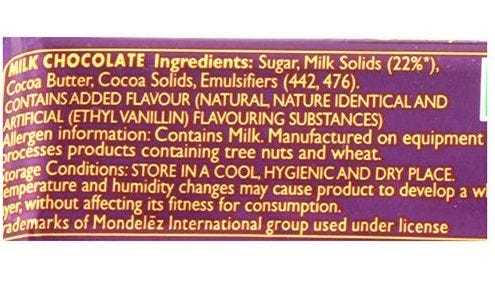 MILK CHOCOLATE Ingredients: Sugar, Milk Solids (22%*),
Cocoa Butter, Cocoa Solids, Emulsifiers (442, 476).
CONTAINS ADDED FLAVOUR (NATURAL, NATURE IDENTICAL AND
ARTIFICIAL (ETHYL VANILLIN) FLAVOURING SUBSTANCES)
Allergen information: Contains Milk. Manufactured on equipment
processes products containing tree nuts and wheat.
Storage Conditions: STORE IN A COOL, HYGIENIC AND DRY PLACE.
Temperature and humidity changes may cause product to develop a
without affecting its fitness for consumption.
Trademarks of Mondelēz International group used under license